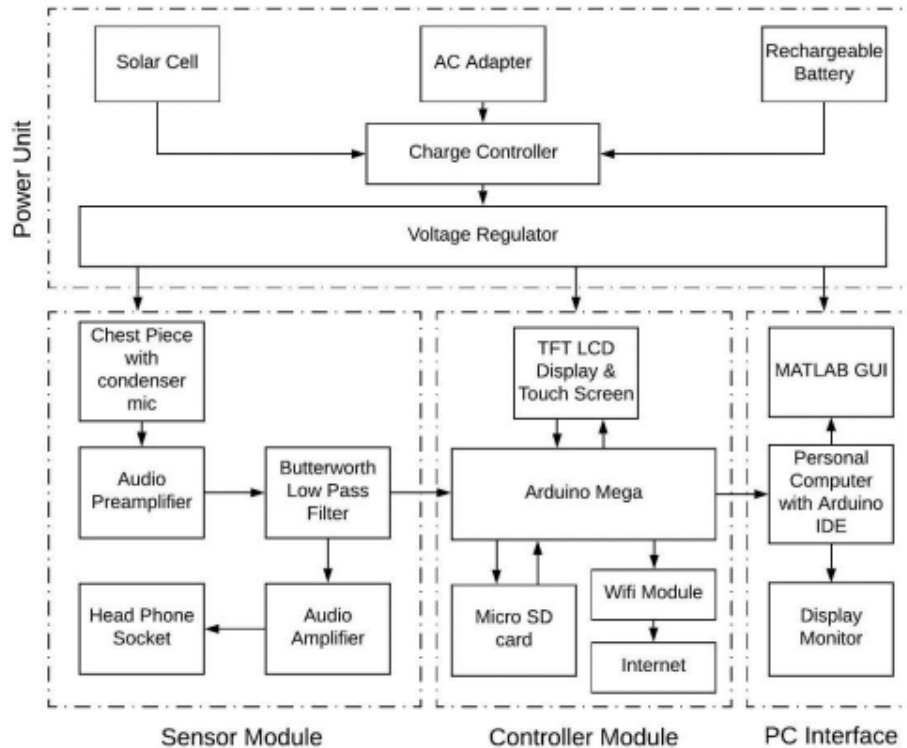 Solar Cell
AC Adapter
Rechargeable
Battery
Charge Controller
Voltage Regulator
Power Unit
Chest Piece
with
condenser
mic
Audio
Preamplifier
Butterworth
Low Pass
Filter
Head Phone
Socket
Audio
Amplifier
Sensor Module
TFT LCD
Display &
Touch Screen
Arduino Mega
Micro SD
card
Wifi Module
Internet
Controller Module
MATLAB GUI
Personal
Computer
with Arduino
IDE
Display
Monitor
PC Interface